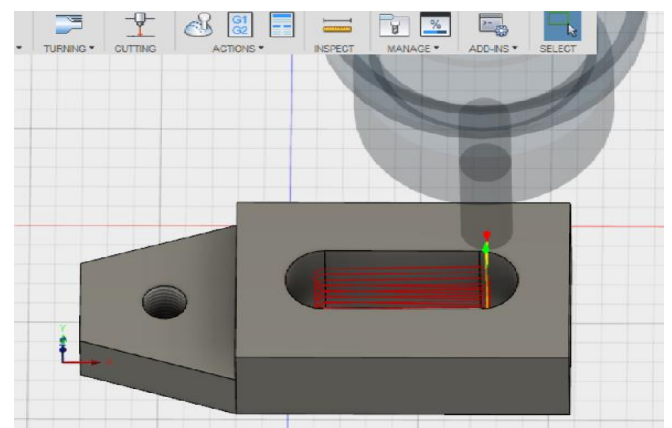 G1
G2
%
TURNING CUTTING ACTIONS INSPECT MANAGE ADD-INS SELECT
Y
X